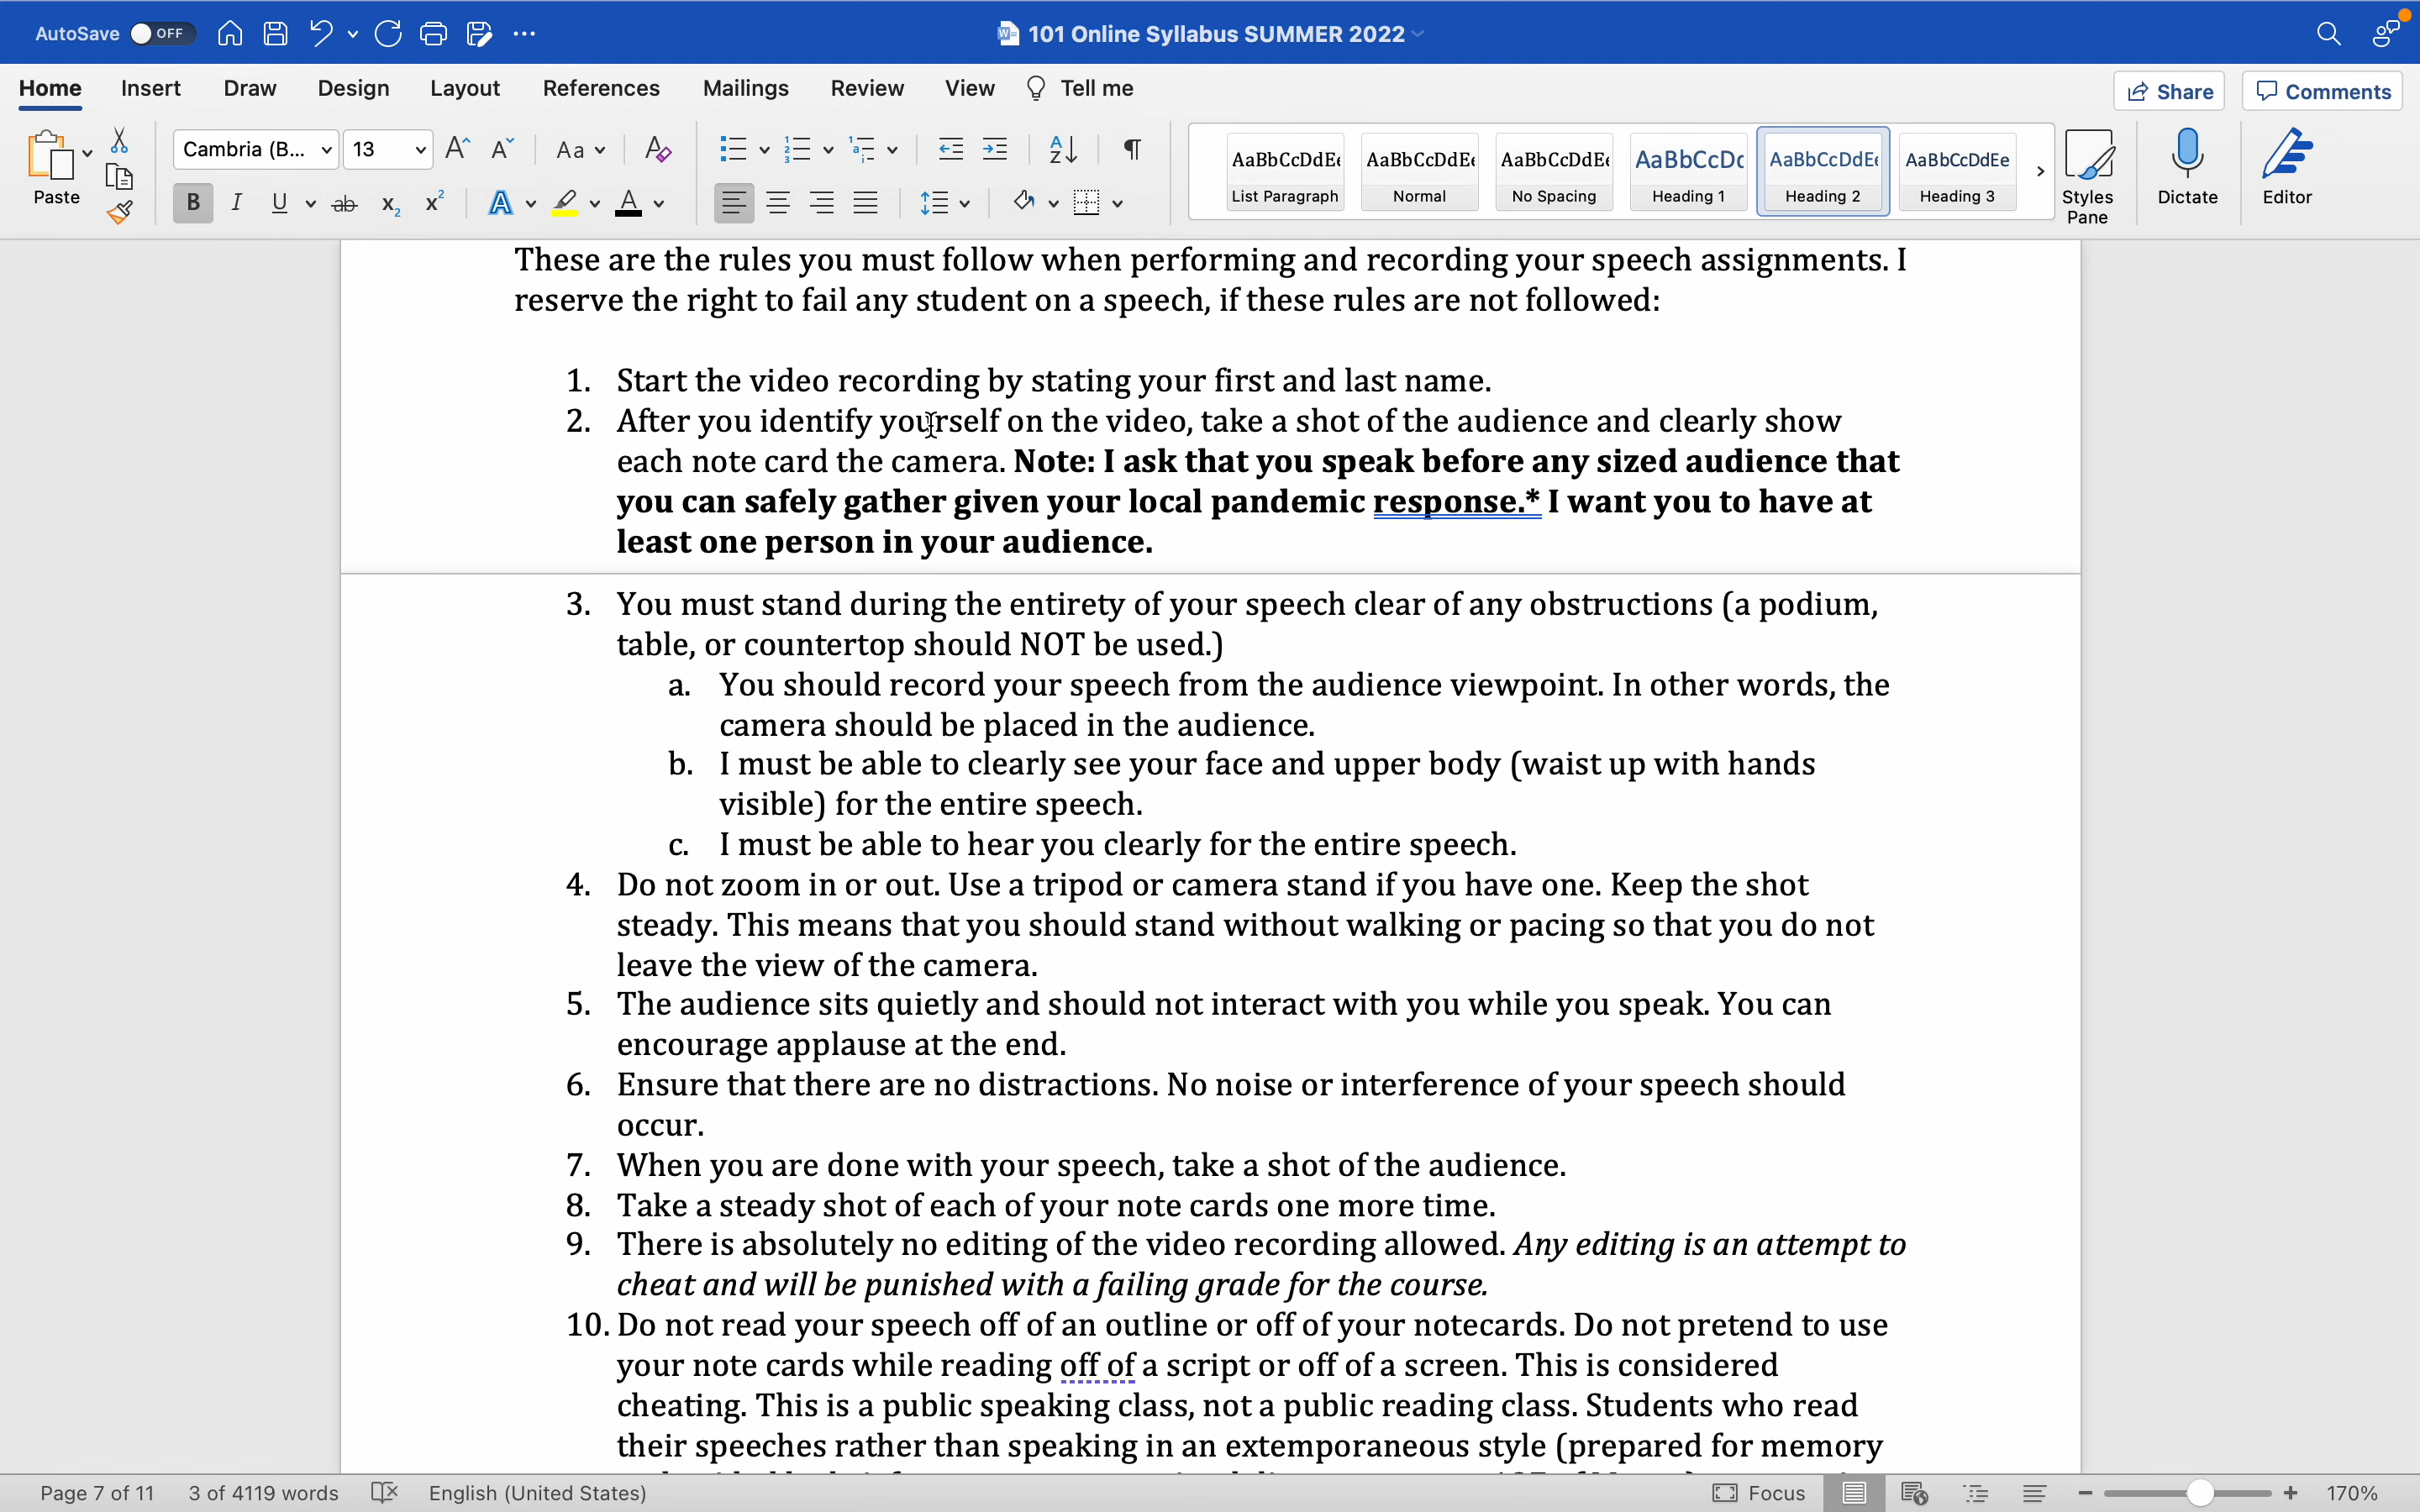 AutoSave OFF 101 Online Syllabus SUMMER 2022
Home Insert Draw Design Layout References Mailings Review View Tell me Share Comments
Paste Cambria (B... 13 Aa
AaBbCcDdEe List Paragraph AaBbCcDdEe Normal AaBbCcDdEe No Spacing AaBbCcDc Heading 1 AaBbCcDdEe Heading 2 AaBbCcDdEe Heading 3
Styles Pane Dictate Editor
These are the rules you must follow when performing and recording your speech assignments. I
reserve the right to fail any student on a speech, if these rules are not followed:
1. Start the video recording by stating your first and last name.
2. After you identify yourself on the video, take a shot of the audience and clearly show
each note card the camera. Note: I ask that you speak before any sized audience that
you can safely gather given your local pandemic response.* I want you to have at
least one person in your audience.
3. You must stand during the entirety of your speech clear of any obstructions (a podium,
table, or countertop should NOT be used.)
a. You should record your speech from the audience viewpoint. In other words, the
camera should be placed in the audience.
b. I must be able to clearly see your face and upper body (waist up with hands
visible) for the entire speech.
c. I must be able to hear you clearly for the entire speech.
4. Do not zoom in or out. Use a tripod or camera stand if you have one. Keep the shot
steady. This means that you should stand without walking or pacing so that you do not
leave the view of the camera.
5. The audience sits quietly and should not interact with you while you speak. You can
encourage applause at the end.
6. Ensure that there are no distractions. No noise or interference of your speech should
occur.
7. When you are done with your speech, take a shot of the audience.
8. Take a steady shot of each of your note cards one more time.
9. There is absolutely no editing of the video recording allowed. Any editing is an attempt to
cheat and will be punished with a failing grade for the course.
10. Do not read your speech off of an outline or off of your notecards. Do not pretend to use
your note cards while reading off of a script or off of a screen. This is considered
cheating. This is a public speaking class, not a public reading class. Students who read
their speeches rather than speaking in an extemporaneous style (prepared for memory
Page 7 of 11 3 of 4119 words English (United States) Focus 170%